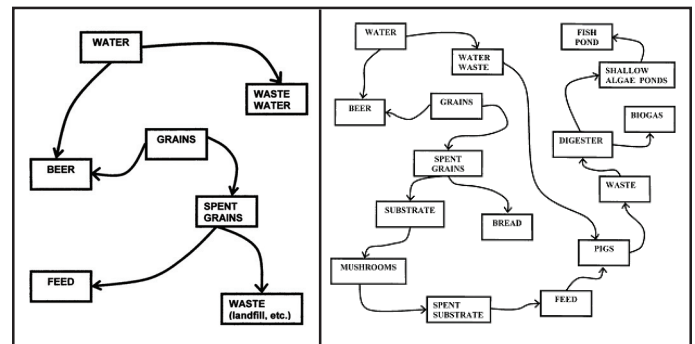 WATER
WASTE
WATER
GRAINS
BEER
SPENT
GRAINS
FEED
WASTE
(landfill, etc.)
WATER
WATER
WASTE
BEER
GRAINS
SPENT
GRAINS
SUBSTRATE
BREAD
MUSHROOMS
SPENT
SUBSTRATE
FEED
PIGS
WASTE
DIGESTER
BIOGAS
SHALLOW
ALGAE PONDS
FISH
POND